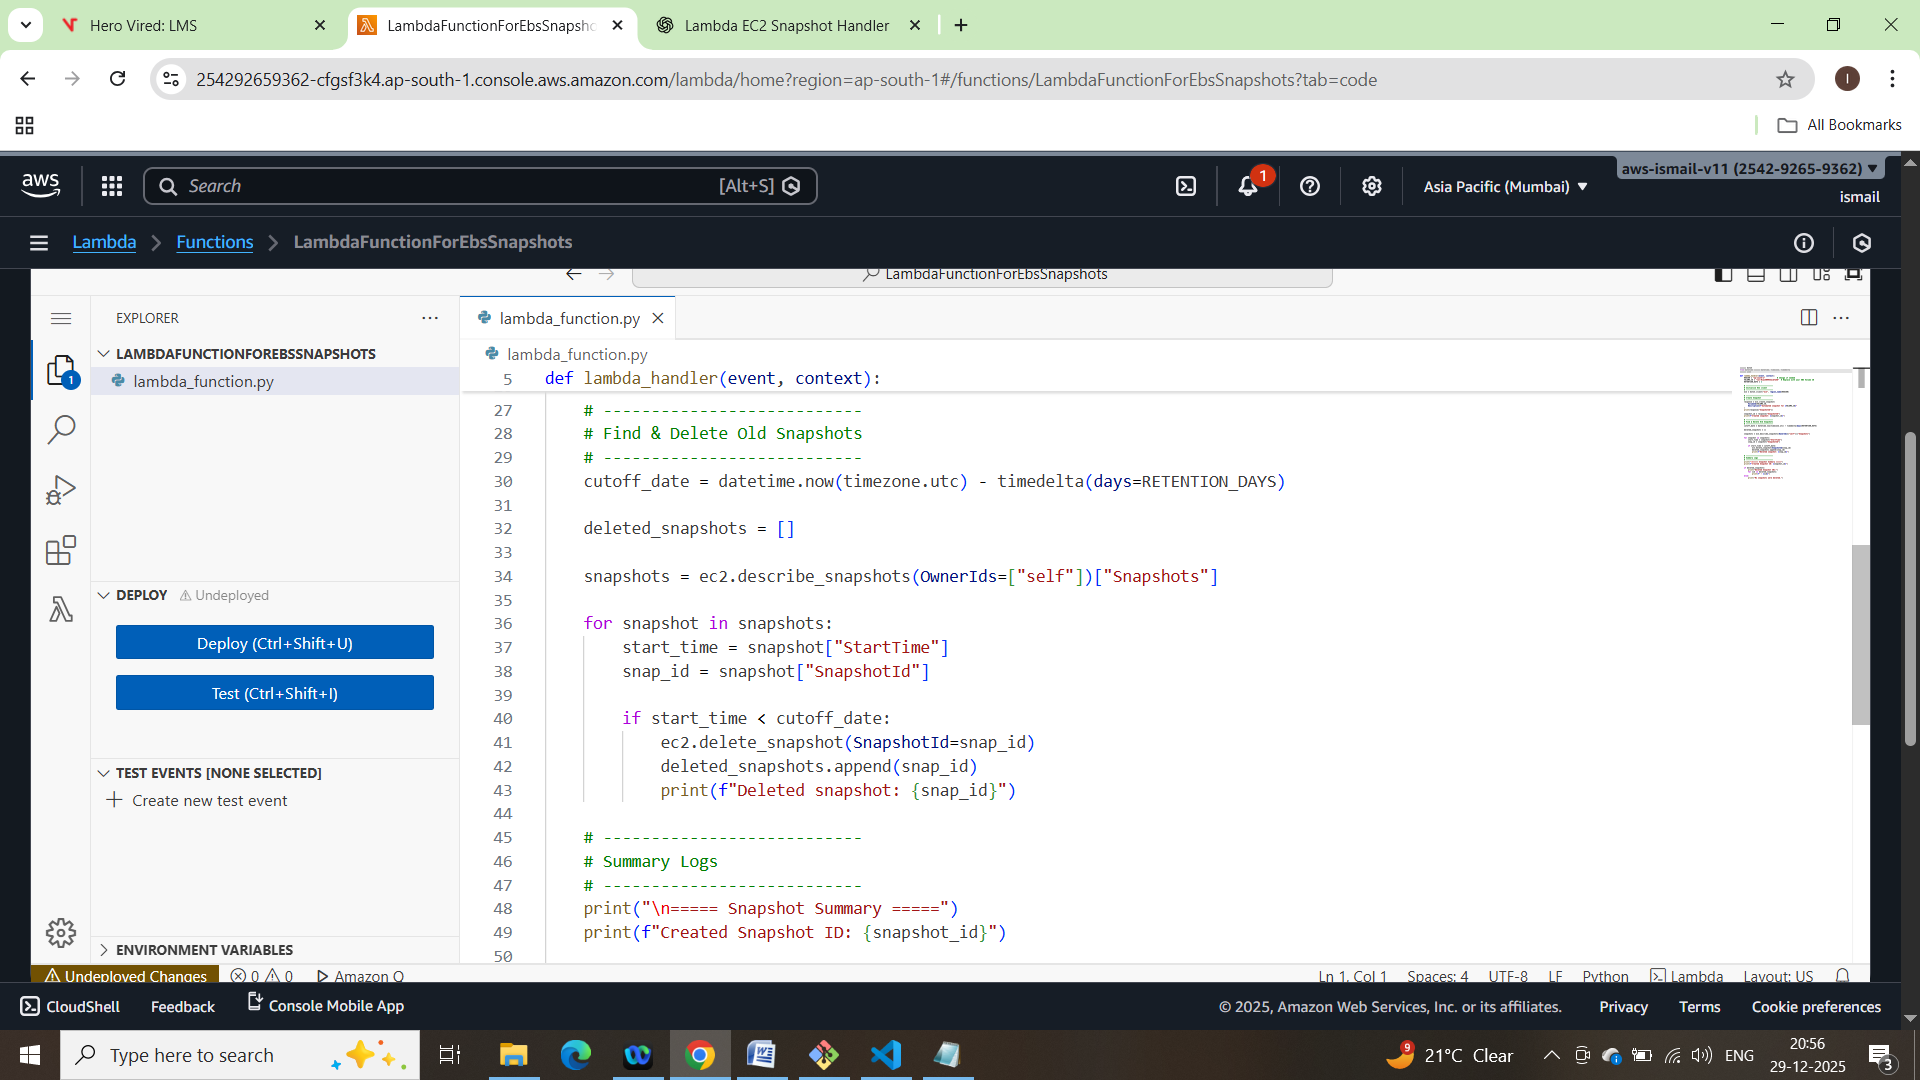 Hero Vired: LMS
LambdaFunctionForEbsSnapsho
Lambda EC2 Snapshot Handler
254292659362-cfgsf3k4.ap-south-1.console.aws.amazon.com/lambda/home?region=ap-south-1#/functions/LambdaFunctionForEbsSnapshots?tab=code
I
All Bookmarks
aws
Search
[Alt+S]
1
Asia Pacific (Mumbai)
aws-ismail-v11 (2542-9265-9362)
ismail
Lambda
Functions
LambdaFunctionForEbsSnapshots
LambdaFunctionForEbsSnapshots
EXPLORER
LAMBDAFUNCTIONFOREBSSNAPSHOTS
lambda_function.py
1
DEPLOY
Undeployed
Deploy (Ctrl+Shift+U)
Test (Ctrl+Shift+I)
TEST EVENTS [NONE SELECTED]
Create new test event
ENVIRONMENT VARIABLES
lambda_function.py
lambda_function.py
5 def lambda_handler(event, context):
27 # ---------------------------
28 # Find & Delete Old Snapshots
29 # ---------------------------
30 cutoff_date = datetime.now(timezone.utc) - timedelta(days=RETENTION_DAYS)
31
32 deleted_snapshots = []
33
34 snapshots = ec2.describe_snapshots(OwnerIds=["self"])["Snapshots"]
35
36 for snapshot in snapshots:
37 start_time = snapshot["StartTime"]
38 snap_id = snapshot["SnapshotId"]
39
40 if start_time < cutoff_date:
41 ec2.delete_snapshot(SnapshotId=snap_id)
42 deleted_snapshots.append(snap_id)
43 print(f"Deleted snapshot: {snap_id}")
44
45 # ---------------------------
46 # Summary Logs
47 # ---------------------------
48 print("\n===== Snapshot Summary =====")
49 print(f"Created Snapshot ID: {snapshot_id}")
50
Undeployed Changes
0
0
Amazon Q
Ln 1, Col 1
Spaces: 4
UTF-8
LF
Python
Lambda
Layout: US
CloudShell
Feedback
Console Mobile App
© 2025, Amazon Web Services, Inc. or its affiliates.
Privacy
Terms
Cookie preferences
Type here to search
9
21°C Clear
ENG
20:56
29-12-2025
3